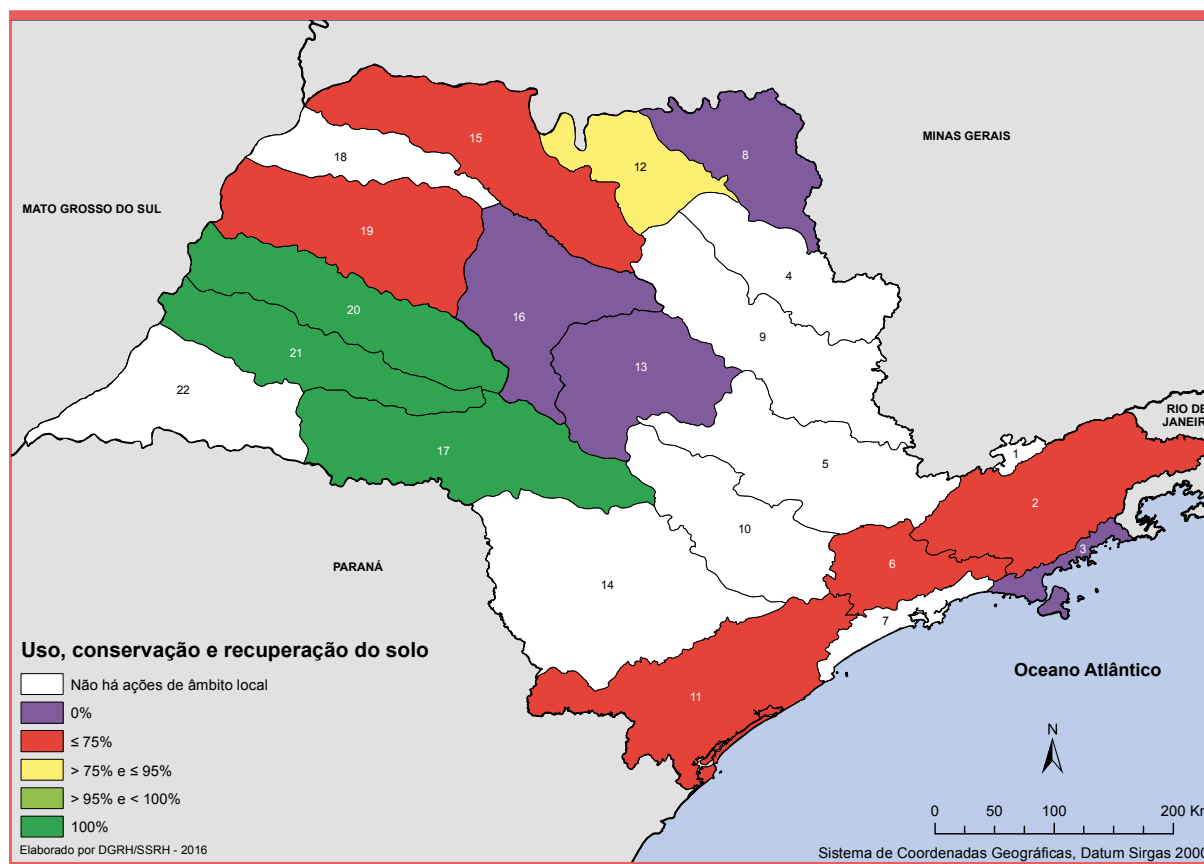 MINAS GERAIS
MATO GROSSO DO SUL
RIO DE
JANEIR
PARANÁ
Oceano Atlântico
15
18
12
8
19
4
20
16
9
21
13
22
17
5
1
2
10
3
6
14
7
11
Uso, conservação e recuperação do solo
Não há ações de âmbito local
0%
≤ 75%
> 75% e ≤ 95%
> 95% e < 100%
100%
Elaborado por DGRH/SSRH - 2016
N
0 50 100 200 Km
Sistema de Coordenadas Geográficas, Datum Sirgas 2000